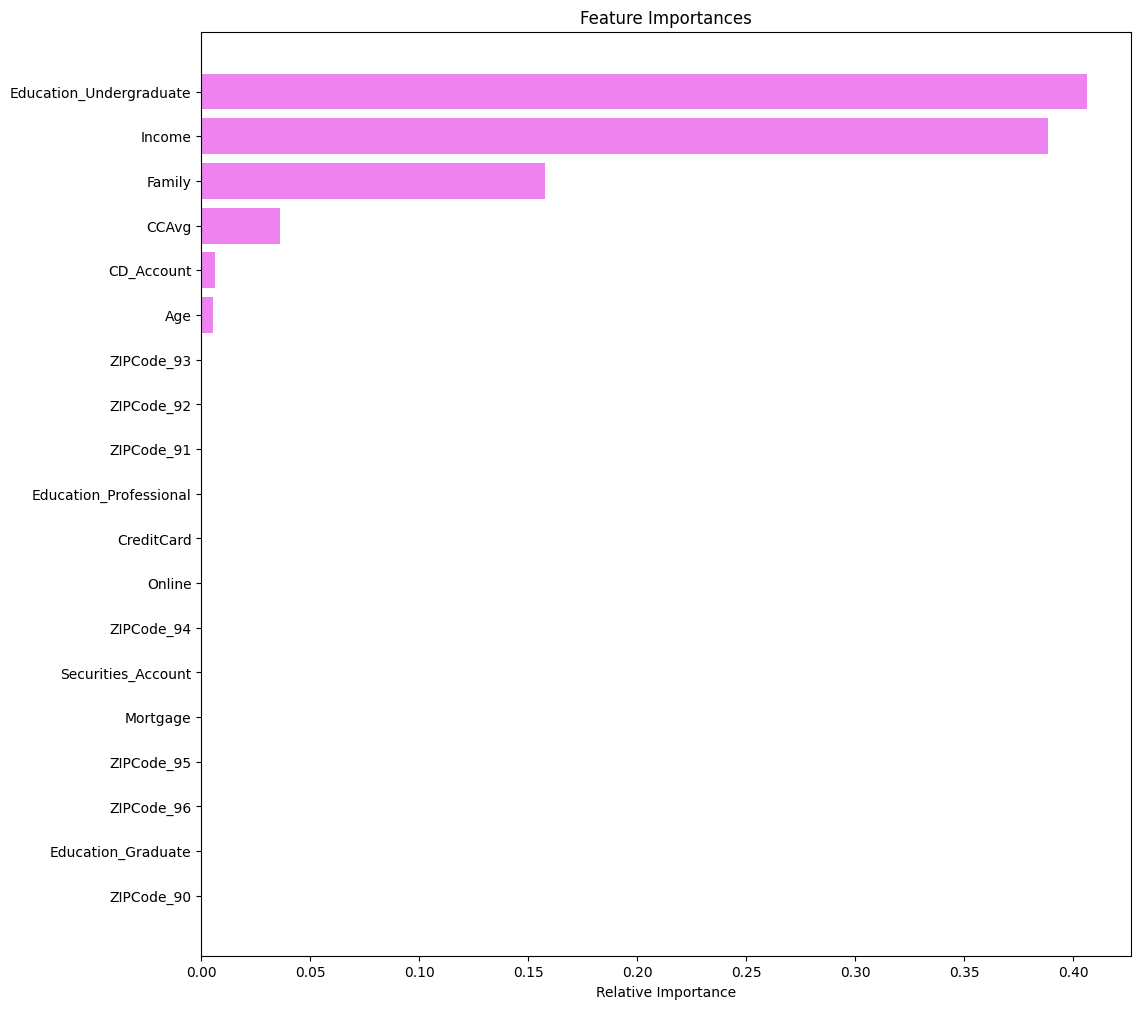 Feature Importances
Education_Undergraduate
Income
Family
CCAvg
CD_Account
Age
ZIPCode_93
ZIPCode_92
ZIPCode_91
Education_Professional
CreditCard
Online
ZIPCode_94
Securities_Account
Mortgage
ZIPCode_95
ZIPCode_96
Education_Graduate
ZIPCode_90
0.00 0.05 0.10 0.15 0.20 0.25 0.30 0.35 0.40
Relative Importance